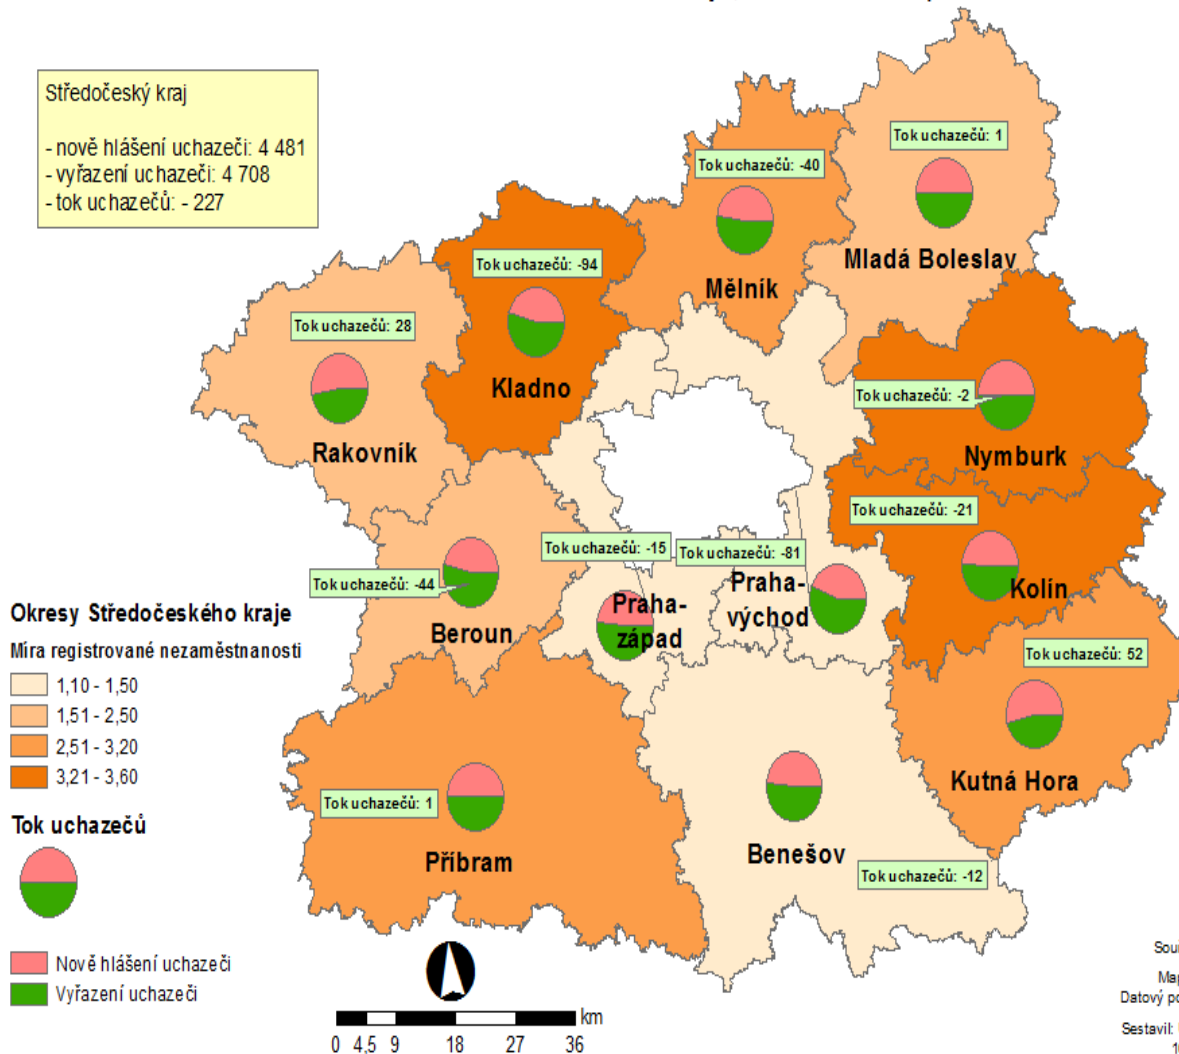 Středočeský kraj
- nově hlášení uchazeči: 4 481
- vyřazení uchazeči: 4 708
- tok uchazečů: - 227
Tok uchazečů: 1
Mladá Boleslav
Tok uchazečů: -40
Mělník
Tok uchazečů: -94
Kladno
Tok uchazečů: 28
Rakovník
Tok uchazečů: -2
Nymburk
Tok uchazečů: -21
Kolín
Tok uchazečů: -15
Praha-
západ
Tok uchazečů: -81
Praha-
východ
Tok uchazečů: -44
Beroun
Tok uchazečů: 52
Kutná Hora
Tok uchazečů: 1
Příbram
Benešov
Tok uchazečů: -12
Okresy Středočeského kraje
Míra registrované nezaměstnanosti
1,10 - 1,50
1,51 - 2,50
2,51 - 3,20
3,21 - 3,60
Tok uchazečů
Nově hlášení uchazeči
Vyřazení uchazeči
km
0 4,5 9 18 27 36
Sou
Map
Datový po
Sestavil: